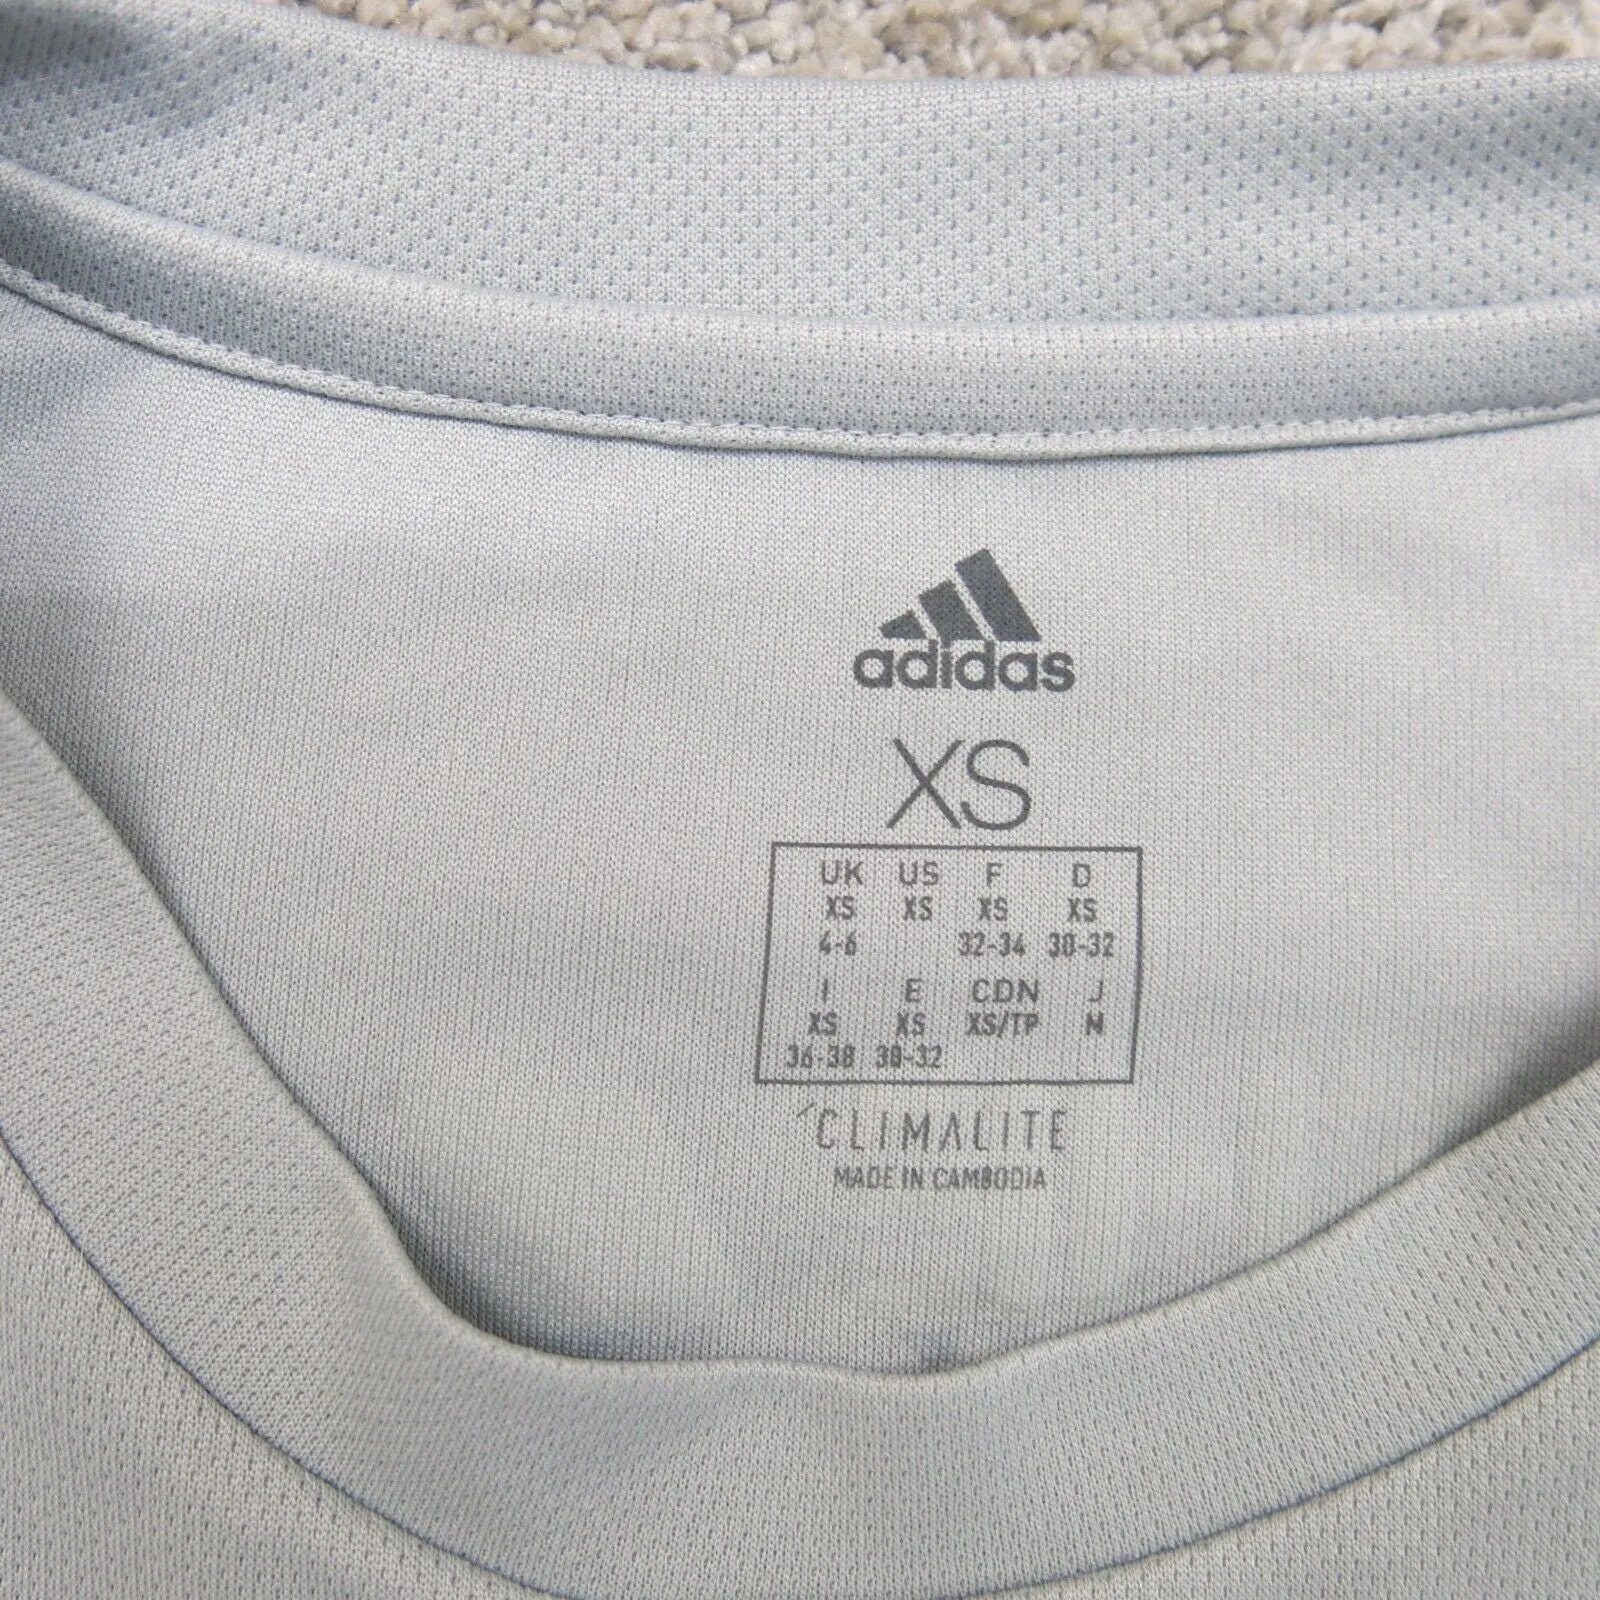 adidas
XS
UK US F D
XS XS XS XS
4-6 32-34 30-32
I E CDN J
XS XS XS/TP M
36-38 30-32
CLIMALITE
MADE IN CAMBODIA